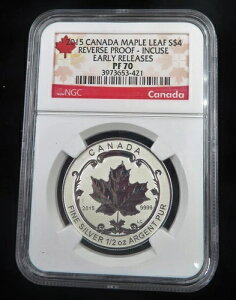 2015 CANADA MAPLE LEAF S$4
REVERSE PROOF - INCUSE
EARLY RELEASES
PF 70
3973653-421
NGC
Canada
CANADA
2015 9999
FINE SILVER 1/2 oz ARGENT PUR